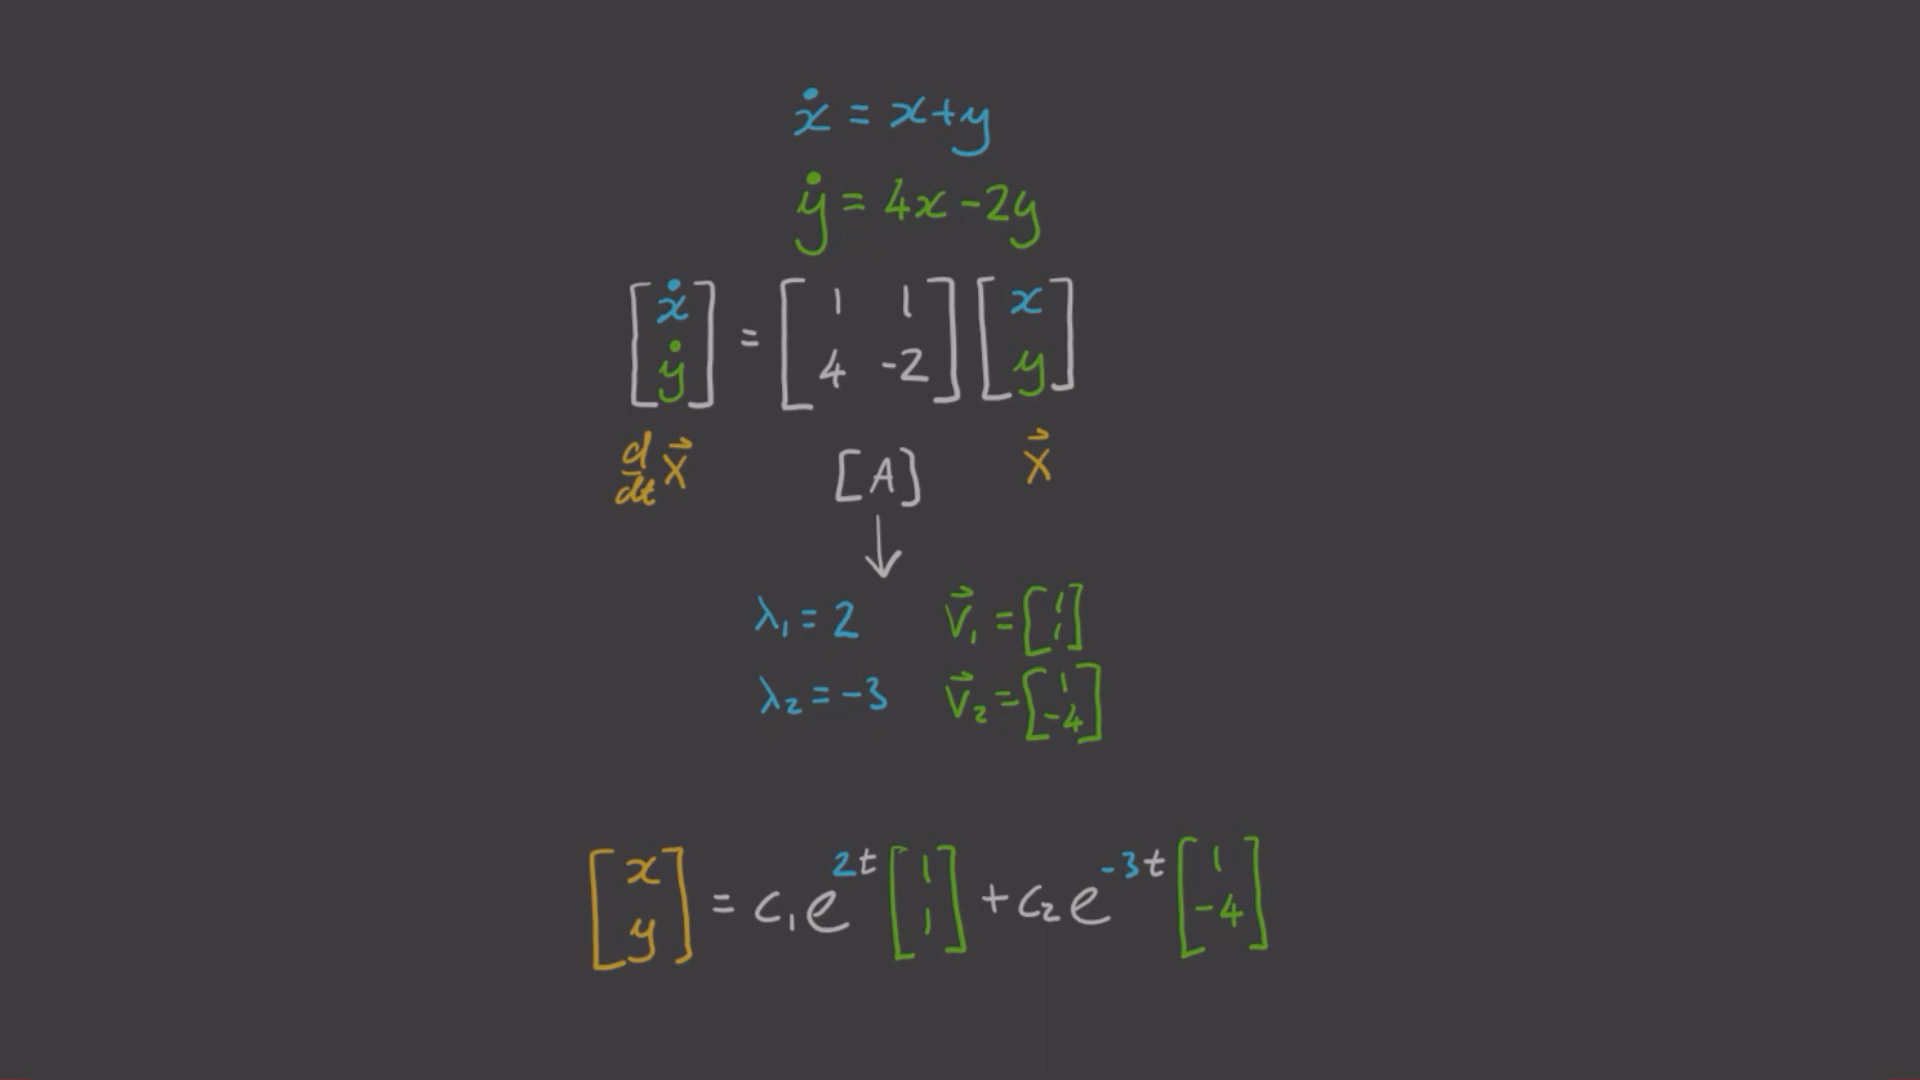 ẋ = x+y
ẏ = 4x -2y
[ẋ ẏ] = [1 1 4 -2] [x y]
d/dt X⃗ [A] X⃗
↓
λ₁ = 2 V⃗₁ = [1 1]
λ₂ = -3 V⃗₂ = [1 -4]
[x y] = c₁e^2t [1 1] + c₂e^-3t [1 -4]